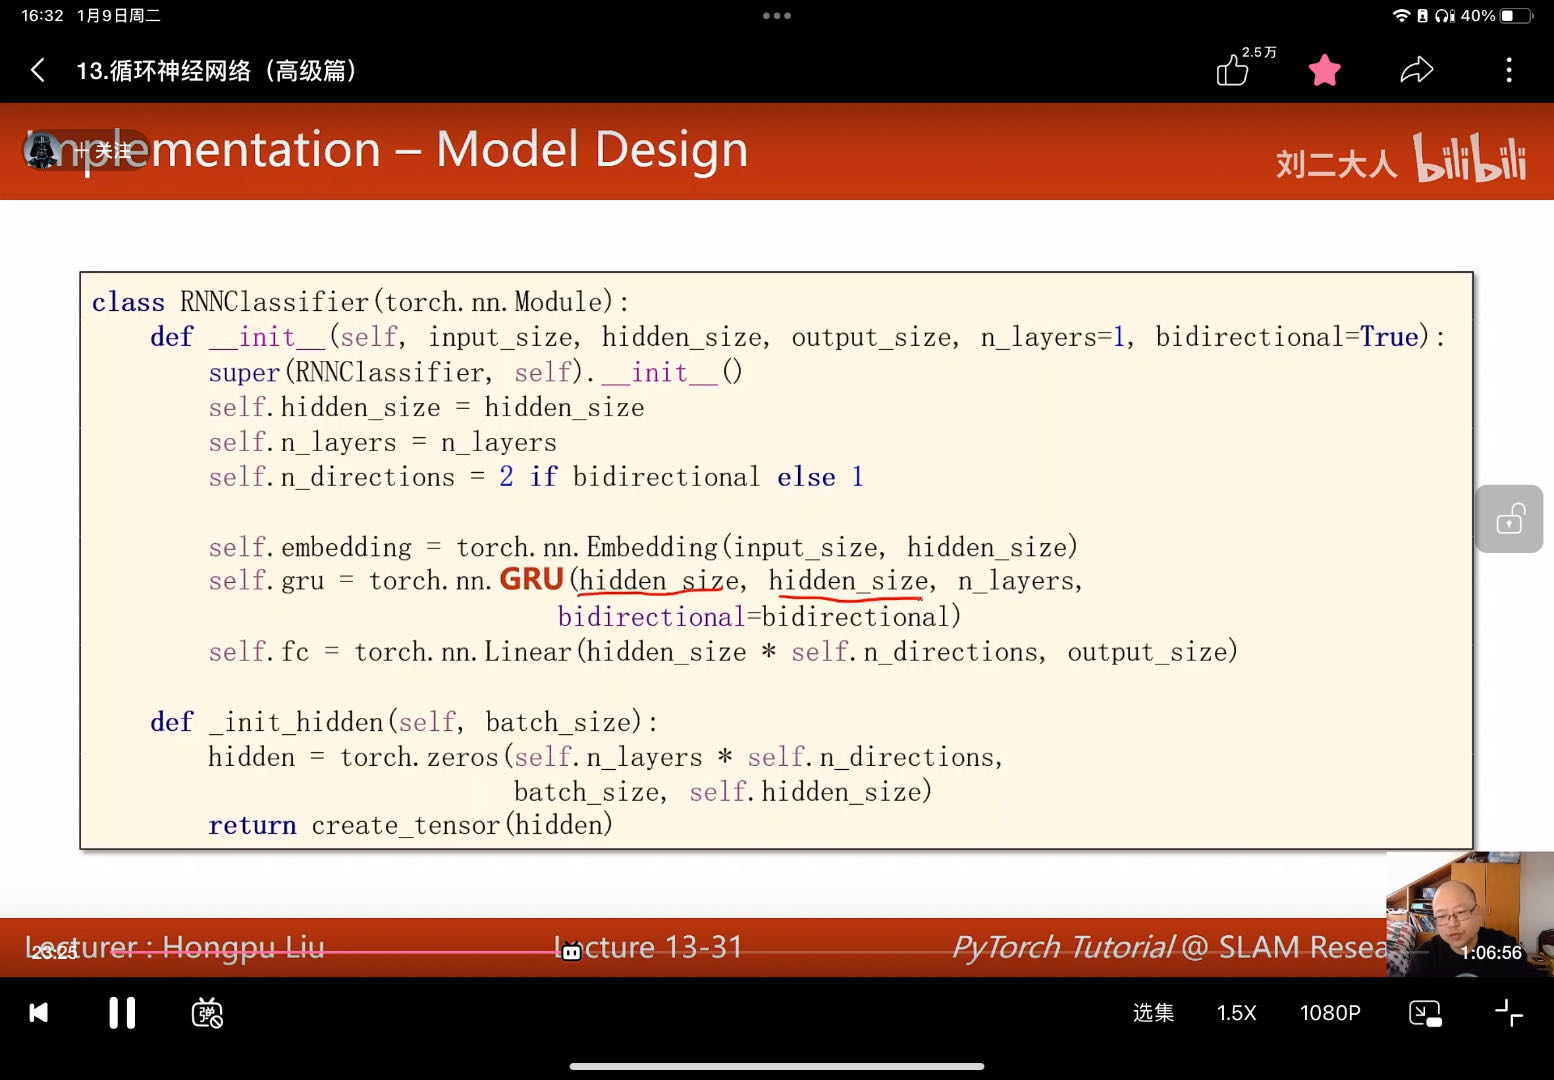 16:32 1月9日周二
40%
13.循环神经网络（高级篇）
2.5万
Implementation – Model Design
十关注
刘二大人 bilibili
class RNNClassifier(torch.nn.Module):
def __init__(self, input_size, hidden_size, output_size, n_layers=1, bidirectional=True):
super(RNNClassifier, self).__init__()
self.hidden_size = hidden_size
self.n_layers = n_layers
self.n_directions = 2 if bidirectional else 1
self.embedding = torch.nn.Embedding(input_size, hidden_size)
self.gru = torch.nn.GRU(hidden_size, hidden_size, n_layers,
bidirectional=bidirectional)
self.fc = torch.nn.Linear(hidden_size * self.n_directions, output_size)
def _init_hidden(self, batch_size):
hidden = torch.zeros(self.n_layers * self.n_directions,
batch_size, self.hidden_size)
return create_tensor(hidden)
Lecturer : Hongpu Liu
Lecture 13-31
PyTorch Tutorial @ SLAM Resea
23:25
1:06:56
弹
选集
1.5X
1080P